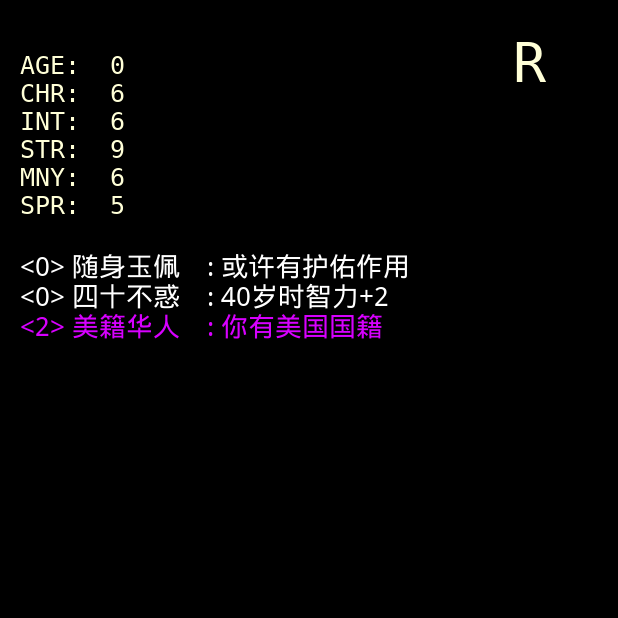 R
AGE: 0
CHR: 6
INT: 6
STR: 9
MNY: 6
SPR: 5
<0> 随身玉佩 : 或许有护佑作用
<0> 四十不惑 : 40岁时智力+2
<2> 美籍华人 : 你有美国国籍